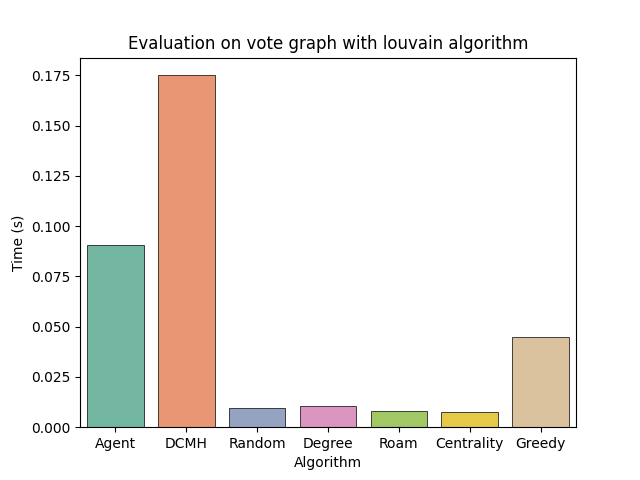 Evaluation on vote graph with louvain algorithm
0.175
0.150
0.125
0.100
0.075
0.050
0.025
0.000
Time (s)
Agent DCMH Random Degree Roam Centrality Greedy
Algorithm